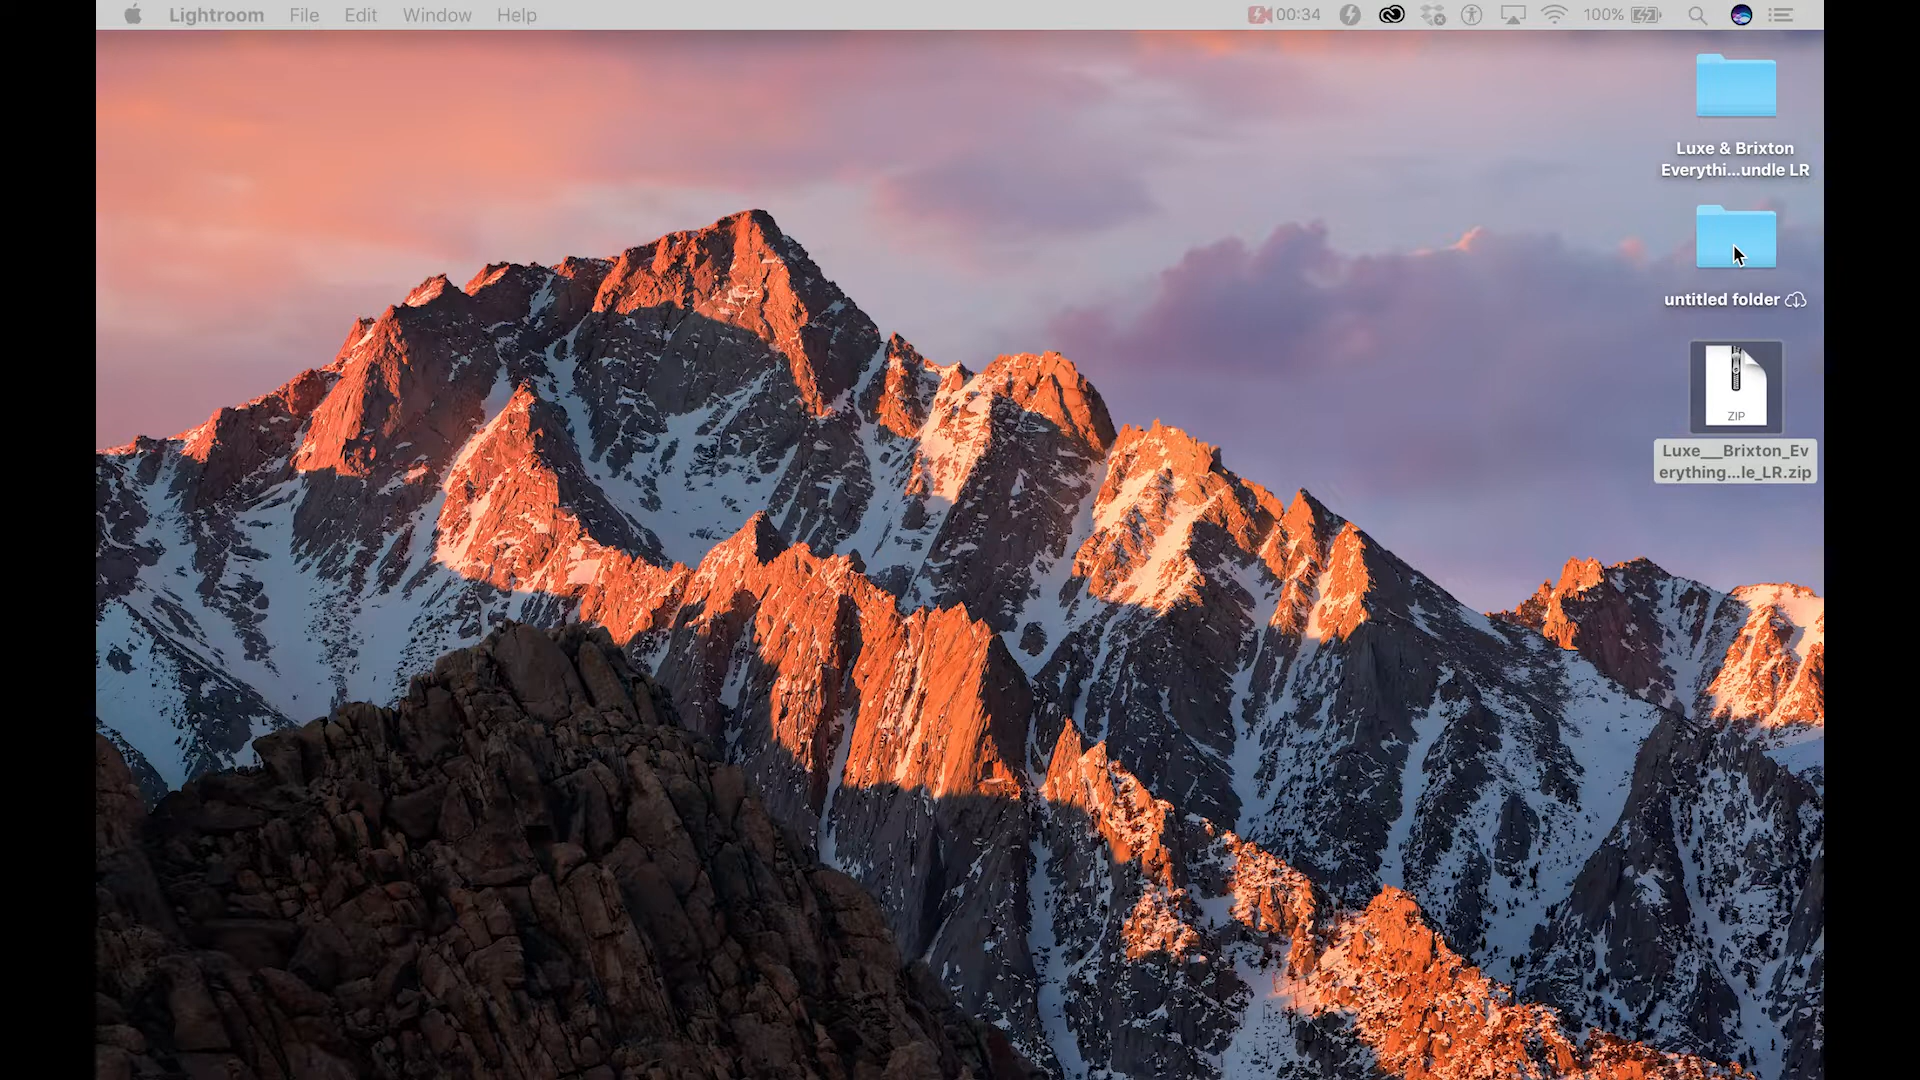 Lightroom File Edit Window Help 00:34 100%
Luxe & Brixton
Everythi...undle LR
untitled folder
ZIP
Luxe___Brixton_Ev
erything...le_LR.zip